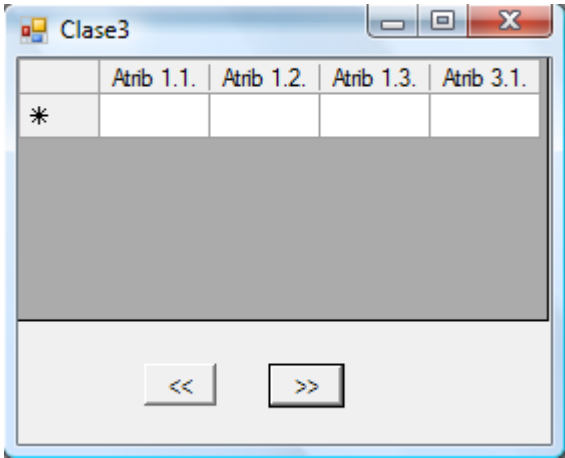 Clase3
Atrib 1.1. Atrib 1.2. Atrib 1.3. Atrib 3.1.
*
<< >>